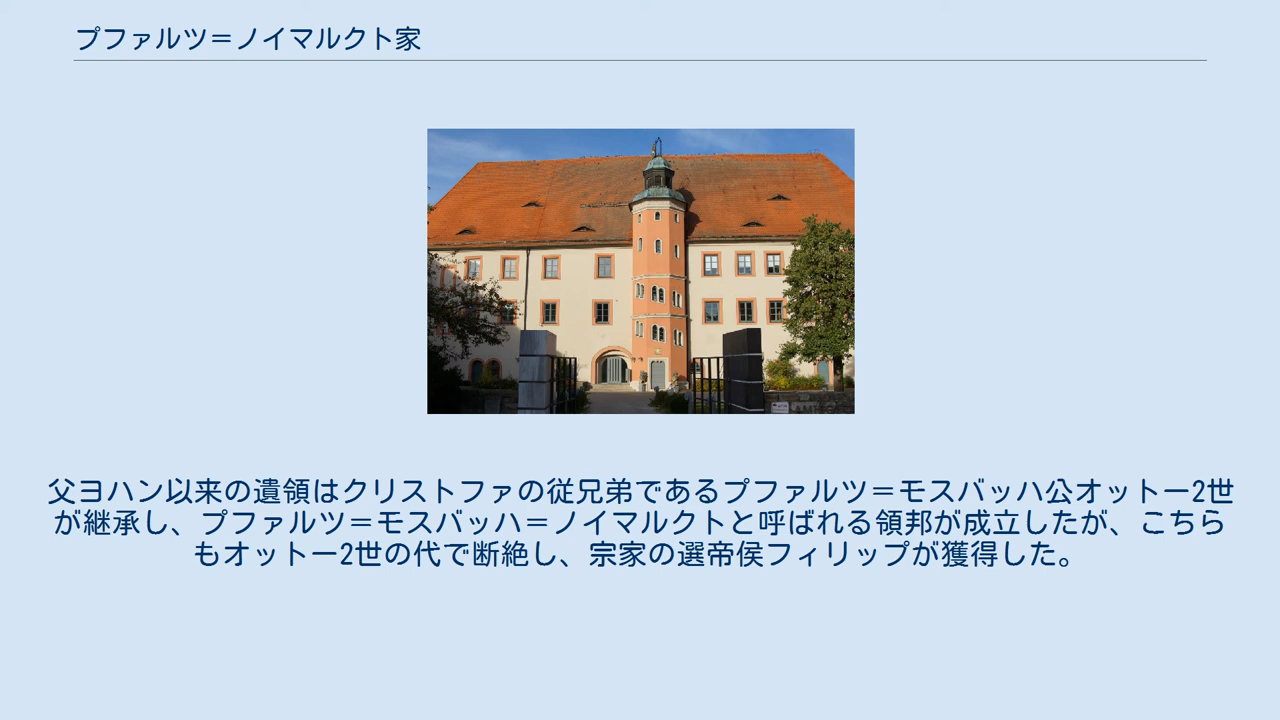 プファルツ＝ノイマルクト家
父ヨハン以来の遺領はクリストファの従兄弟であるプファルツ＝モスバッハ公オットー2世
が継承し、プファルツ＝モスバッハ＝ノイマルクトと呼ばれる領邦が成立したが、こちら
もオットー2世の代で断絶し、宗家の選帝侯フィリップが獲得した。